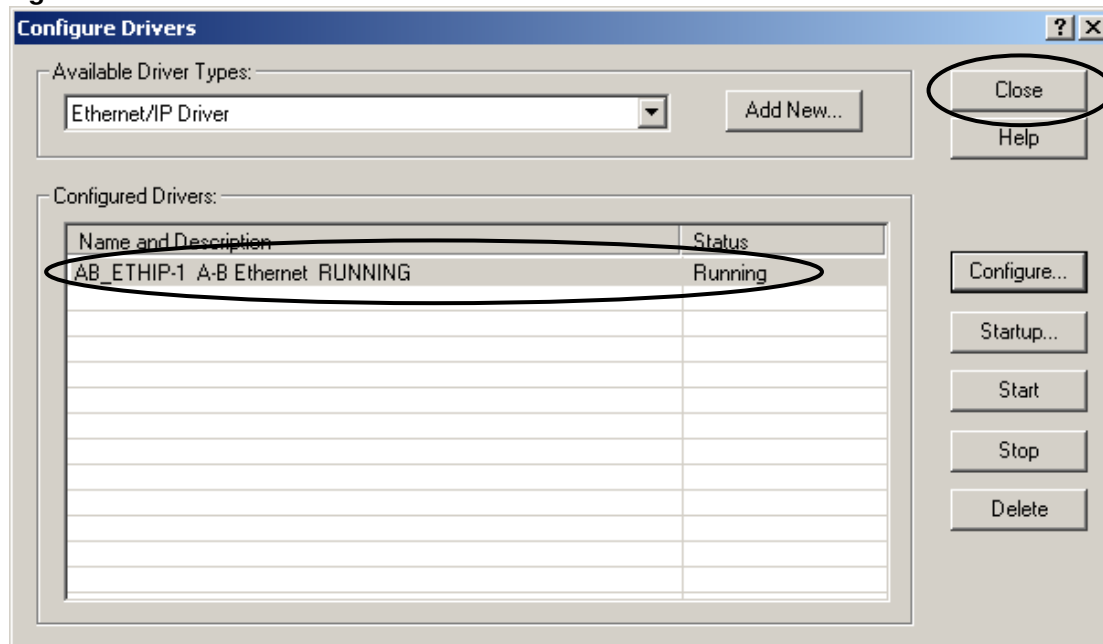 Configure Drivers
Available Driver Types:
Ethernet/IP Driver
Add New...
Close
Help
Configured Drivers:
Name and Description Status
AB_ETHIP-1 A-B Ethernet RUNNING Running
Configure...
Startup...
Start
Stop
Delete